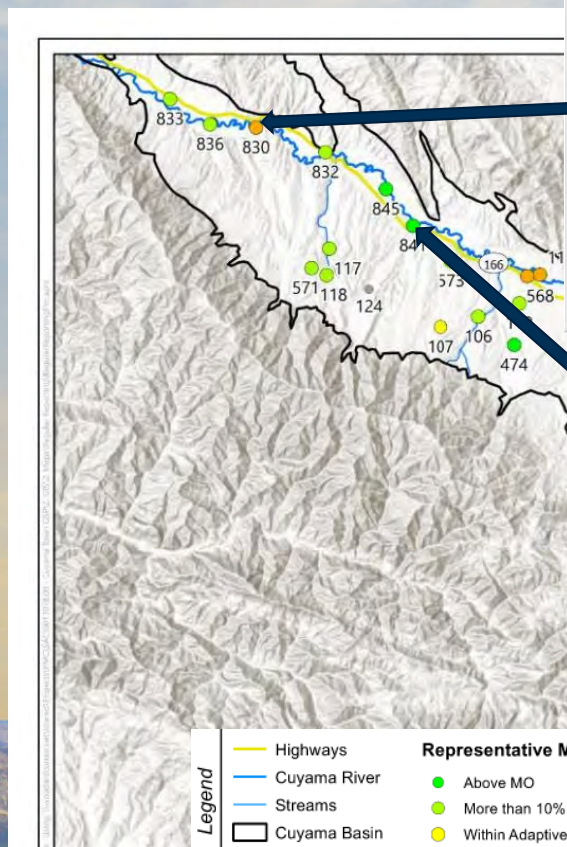 833
836
830
832
845
841
573
166
568
117
571
118
124
107
106
474
Legend
Highways
Cuyama River
Streams
Cuyama Basin
Representative M
Above MO
More than 10%
Within Adaptive